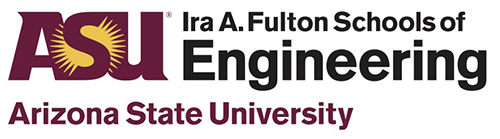 ASU® Ira A. Fulton Schools of
Engineering
Arizona State University